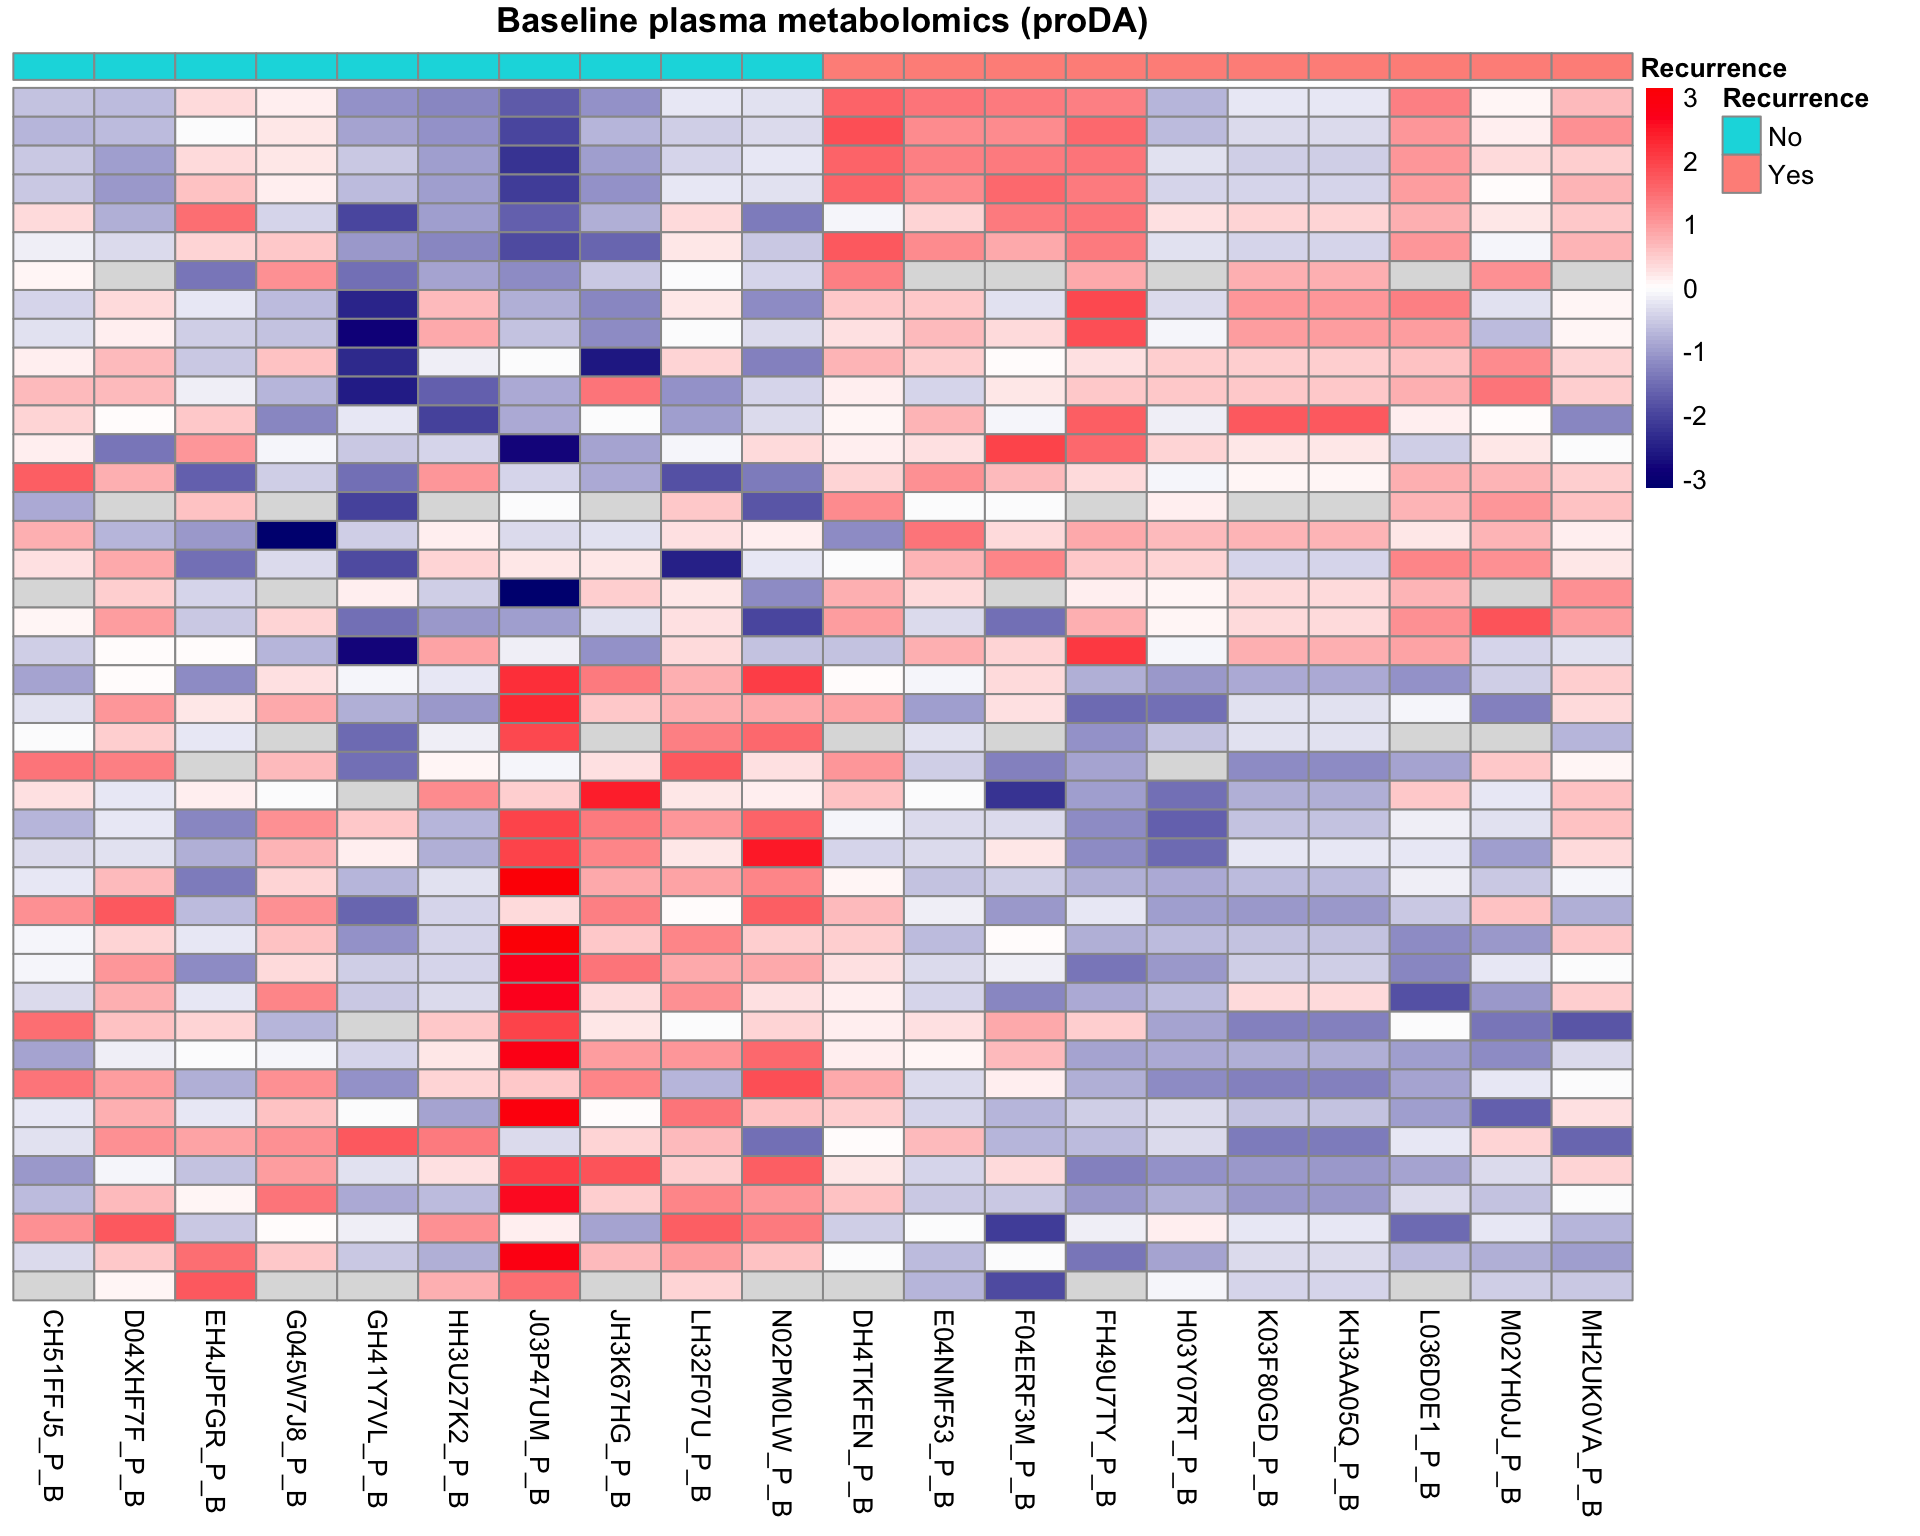 Baseline plasma metabolomics (proDA)
Recurrence
Recurrence
No
Yes
3
2
1
0
-1
-2
-3
CH51FFJ5_P_B
D04XHF7F_P_B
EH4JPFGR_P_B
G045W7J8_P_B
GH41Y7VL_P_B
HH3U27K2_P_B
J03P47UM_P_B
JH3K67HG_P_B
LH32F07U_P_B
N02PM0LW_P_B
DH4TKFEN_P_B
E04NMF53_P_B
F04ERF3M_P_B
FH49U7TY_P_B
H03Y07RT_P_B
K03F80GD_P_B
KH3AA05Q_P_B
L036D0E1_P_B
M02YH0JJ_P_B
MH2UK0VA_P_B